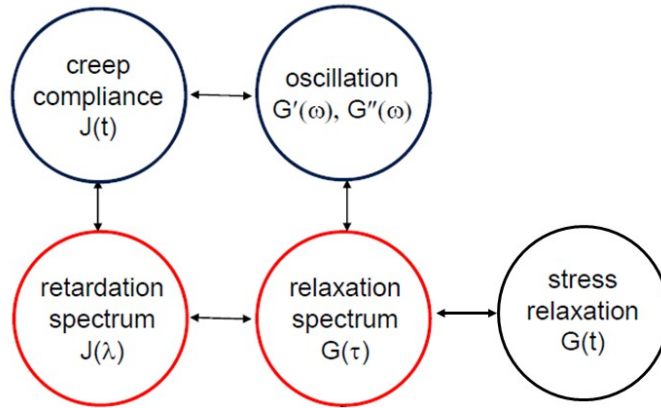 creep
compliance
J(t)
oscillation
G′(ω), G″(ω)
retardation
spectrum
J(λ)
relaxation
spectrum
G(τ)
stress
relaxation
G(t)